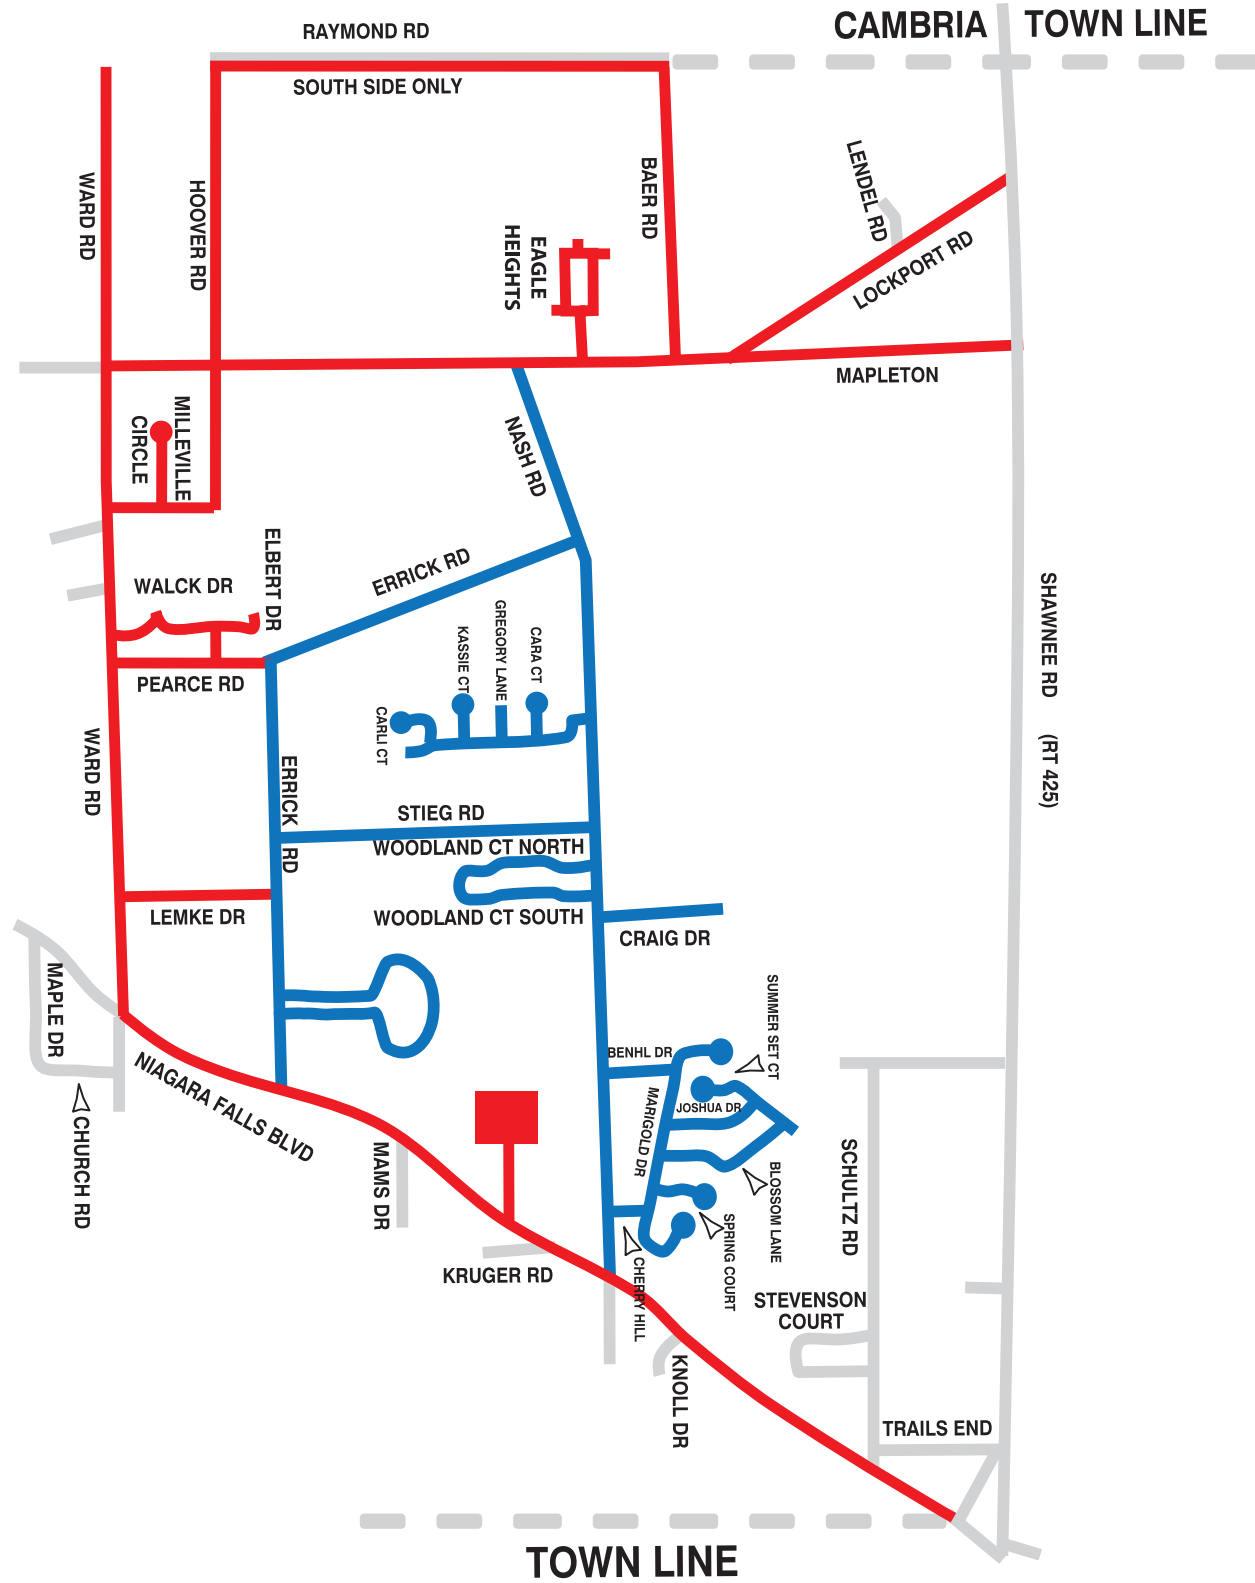 CAMBRIA TOWN LINE
RAYMOND RD
SOUTH SIDE ONLY
WARD RD
HOOVER RD
BAER RD
LENDEL RD
LOCKPORT RD
EAGLE
HEIGHTS
MAPLETON
MILLEVILLE
CIRCLE
NASH RD
WALCK DR
ELBERT DR
ERRICK RD
PEARCE RD
KASSIE CT
GREGORY LANE
CARA CT
CARLI CT
SHAWNEE RD (RT 425)
WARD RD
ERRICK RD
STIEG RD
WOODLAND CT NORTH
WOODLAND CT SOUTH
LEMKE DR
CRAIG DR
MAPLE DR
CHURCH RD
NIAGARA FALLS BLVD
MAMS DR
KRUGER RD
BENHL DR
SUMMER SET CT
JOSHUA DR
MARIGOLD DR
BLOSSOM LANE
SPRING COURT
CHERRY HILL
SCHULTZ RD
STEVENSON
COURT
KNOLL DR
TRAILS END
TOWN LINE